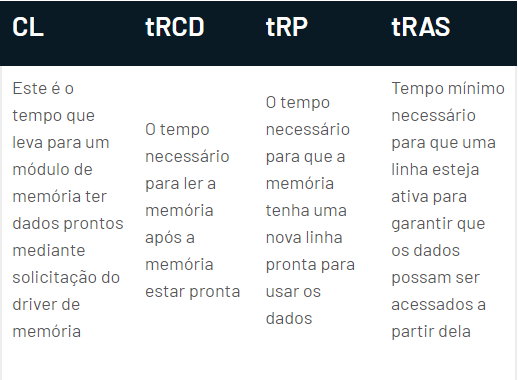 CL
tRCD
tRP
tRAS
Este é o
tempo que
leva para um
módulo de
memória ter
dados prontos
mediante
solicitação do
driver de
memória
O tempo
necessário
para ler a
memória
após a
memória
estar pronta
O tempo
necessário
para que a
memória
tenha uma
nova linha
pronta para
usar os
dados
Tempo mínimo
necessário
para que uma
linha esteja
ativa para
garantir que
os dados
possam ser
acessados a
partir dela